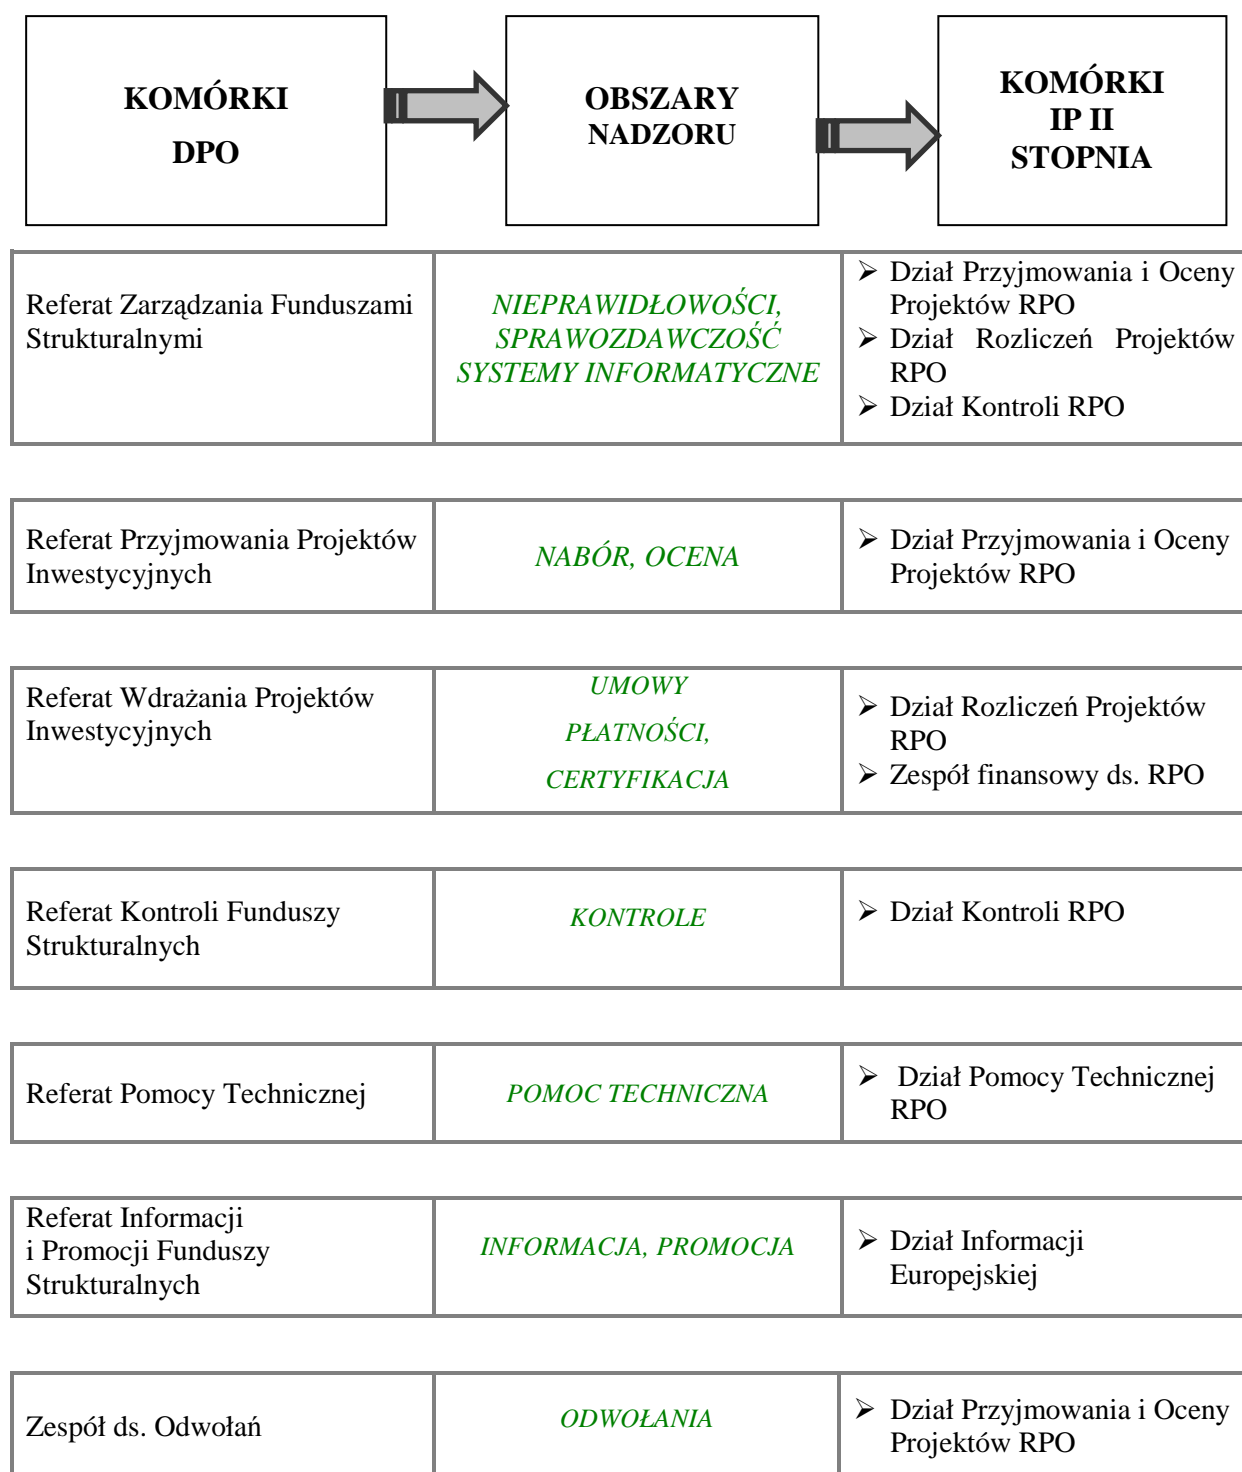 KOMÓRKI
DPO
OBSZARY
NADZORU
KOMÓRKI
IP II
STOPNIA
Referat Zarządzania Funduszami
Strukturalnymi
NIEPRAWIDŁOWOŚCI,
SPRAWOZDAWCZOŚĆ
SYSTEMY INFORMATYCZNE
➢ Dział Przyjmowania i Oceny
Projektów RPO
➢ Dział Rozliczeń Projektów
RPO
➢ Dział Kontroli RPO
Referat Przyjmowania Projektów
Inwestycyjnych
NABÓR, OCENA
➢ Dział Przyjmowania i Oceny
Projektów RPO
Referat Wdrażania Projektów
Inwestycyjnych
UMOWY
PŁATNOŚCI,
CERTYFIKACJA
➢ Dział Rozliczeń Projektów
RPO
➢ Zespół finansowy ds. RPO
Referat Kontroli Funduszy
Strukturalnych
KONTROLE
➢ Dział Kontroli RPO
Referat Pomocy Technicznej
POMOC TECHNICZNA
➢ Dział Pomocy Technicznej
RPO
Referat Informacji
i Promocji Funduszy
Strukturalnych
INFORMACJA, PROMOCJA
➢ Dział Informacji
Europejskiej
Zespół ds. Odwołań
ODWOŁANIA
➢ Dział Przyjmowania i Oceny
Projektów RPO